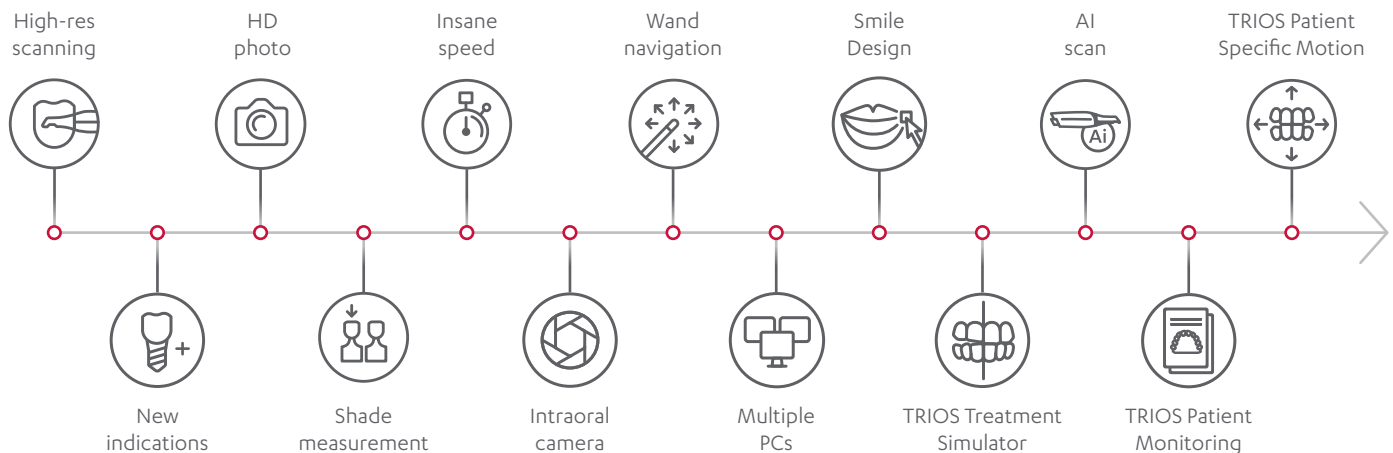 High-res
scanning
HD
photo
Insane
speed
Wand
navigation
Smile
Design
AI
scan
TRIOS Patient
Specific Motion
Ai
New
indications
Shade
measurement
Intraoral
camera
Multiple
PCs
TRIOS Treatment
Simulator
TRIOS Patient
Monitoring